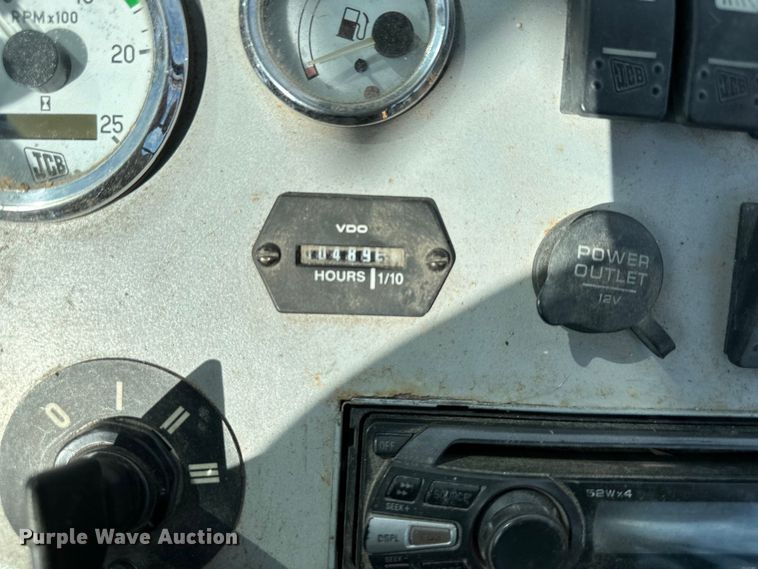 RPMx100
20
25
JCB
JCB
JCB
VDO
HOURS 1/10
POWER
OUTLET
12V
0 I II III
OFF
SOURCE
SEEK+
DSPL
SEEK-
52Wx4
Purple Wave Auction